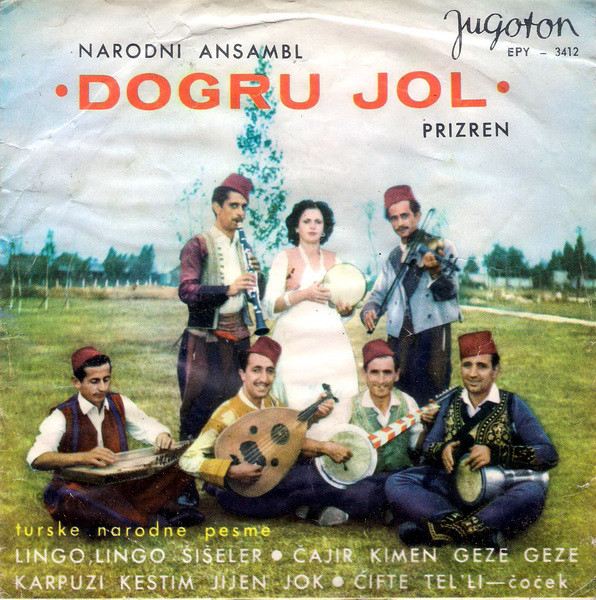 Jugoton
EPY – 3412
NARODNI ANSAMBL
•DOGRU JOL•
PRIZREN
turske narodne pesme
LINGO, LINGO ŠIŠELER • ČAJIR KIMEN GEZE GEZE
KARPUZI KESTIM JIJEN JOK • ČIFTE TEL'LI—čoček